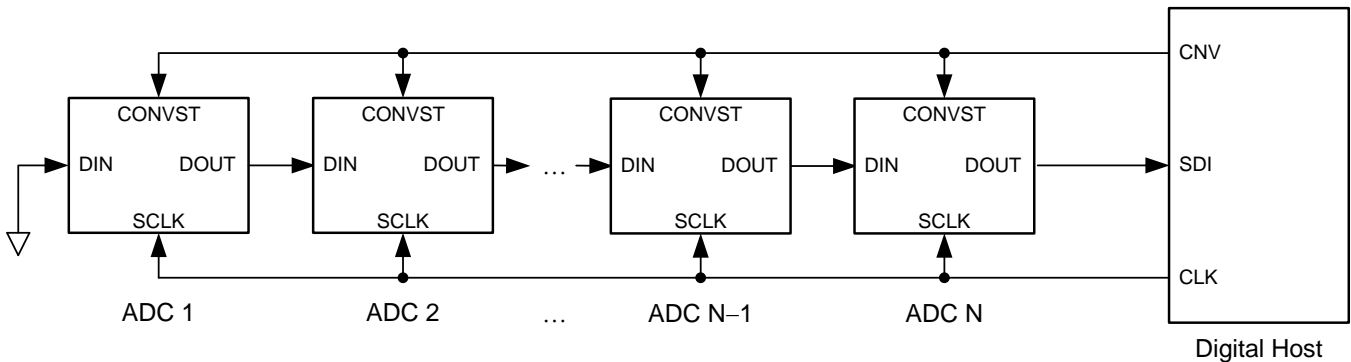 CNV
CONVST CONVST CONVST CONVST
DIN DOUT DIN DOUT ... DIN DOUT DIN DOUT SDI
SCLK SCLK SCLK SCLK
CLK
ADC 1 ADC 2 ... ADC N−1 ADC N
Digital Host